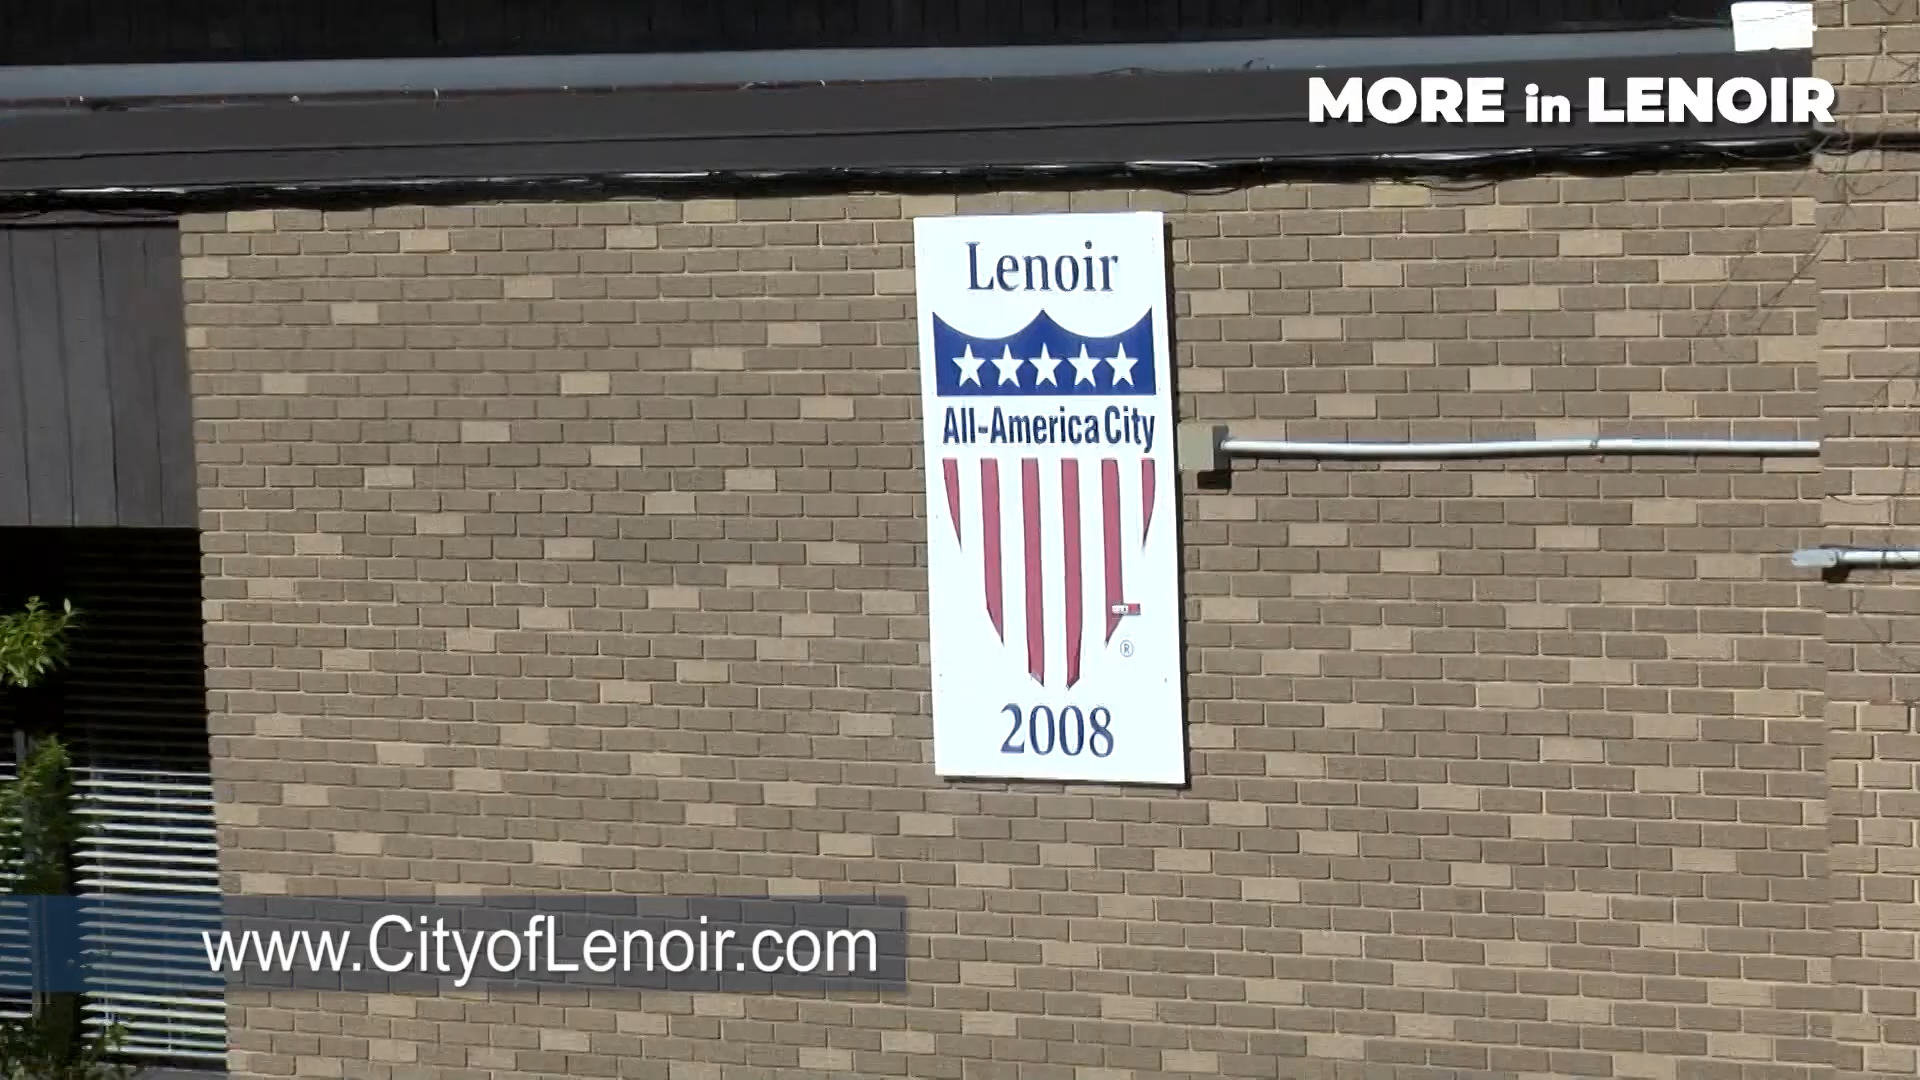 MORE in LENOIR
Lenoir
All-America City
®
2008
www.CityofLenoir.com